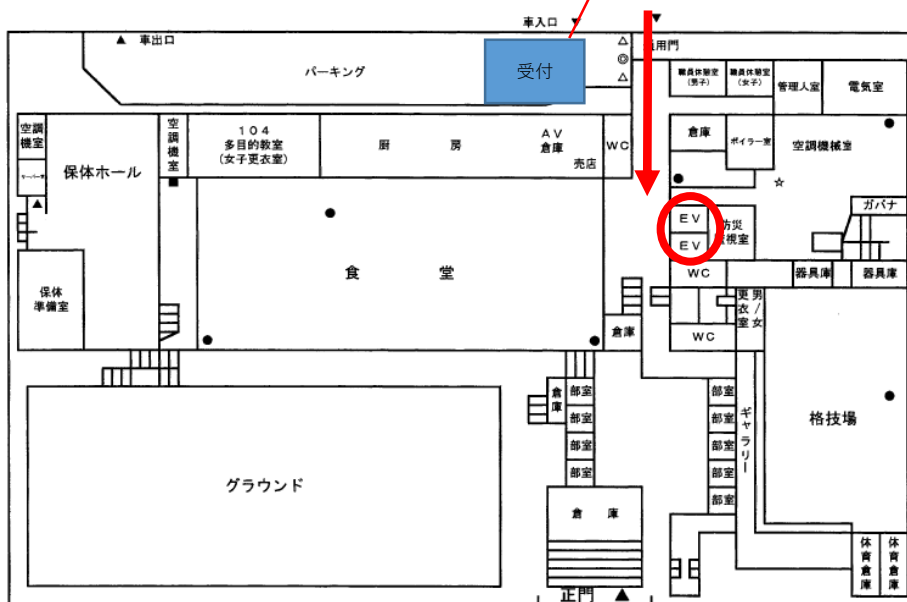 車入口 ▼
▼
▲ 車出口
通用門
パーキング
受付
△
◎
△
職員休憩室
(男子)
職員休憩室
(女子)
管理人室
電気室
空調
機室
保体ホール
空調機室
104
多目的教室
(女子更衣室)
厨房
AV
倉庫
売店
WC
倉庫
ボイラー室
空調機械室
☆
▲
EV
EV
防災
監視室
ガバナ
食堂
WC
器具庫
器具庫
保体
準備室
倉庫
WC
更衣室
男/女
倉庫
部室
部室
部室
部室
部室
部室
部室
部室
部室
ギャラリー
格技場
グラウンド
倉庫
体育倉庫
体育倉庫
正門 ▲